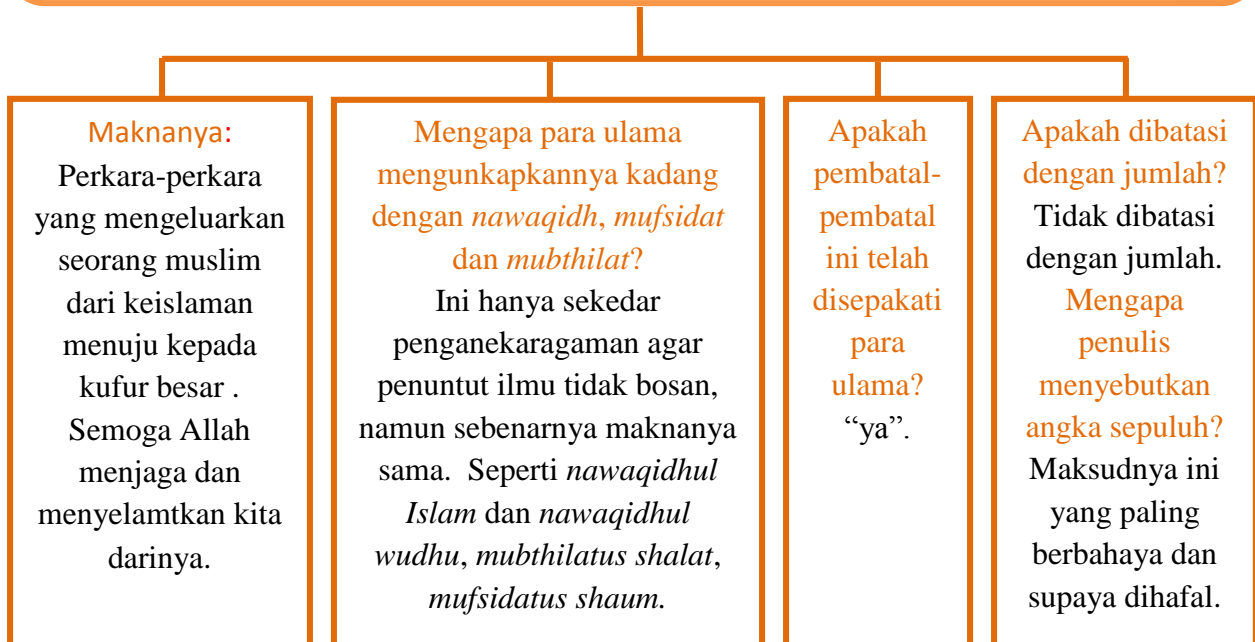 Maknanya:
Perkara-perkara
yang mengeluarkan
seorang muslim
dari keislaman
menuju kepada
kufur besar .
Semoga Allah
menjaga dan
menyelamtkan kita
darinya.
Mengapa para ulama
mengunkapkannya kadang
dengan nawaqidh, mufsidat
dan mubthilat?
Ini hanya sekedar
penganekaragaman agar
penuntut ilmu tidak bosan,
namun sebenarnya maknanya
sama. Seperti nawaqidhul
Islam dan nawaqidhul
wudhu, mubthilatus shalat,
mufsidatus shaum.
Apakah
pembatal-
pembatal
ini telah
disepakati
para
ulama?
“ya”.
Apakah dibatasi
dengan jumlah?
Tidak dibatasi
dengan jumlah.
Mengapa
penulis
menyebutkan
angka sepuluh?
Maksudnya ini
yang paling
berbahaya dan
supaya dihafal.